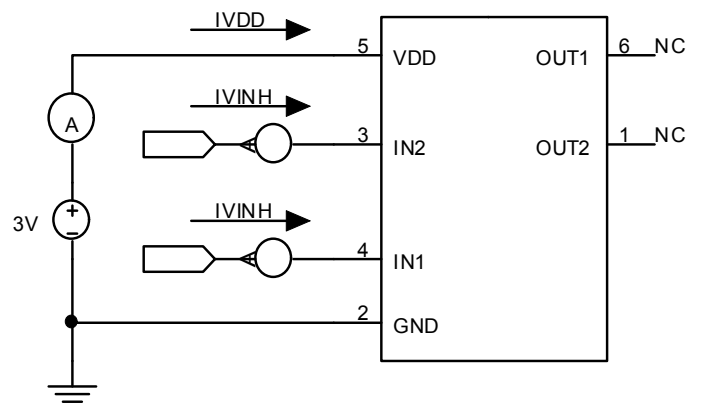 IVDD
5 VDD OUT1 6 NC
A
IVINH
3 IN2 OUT2 1 NC
3V
IVINH
4 IN1
2 GND